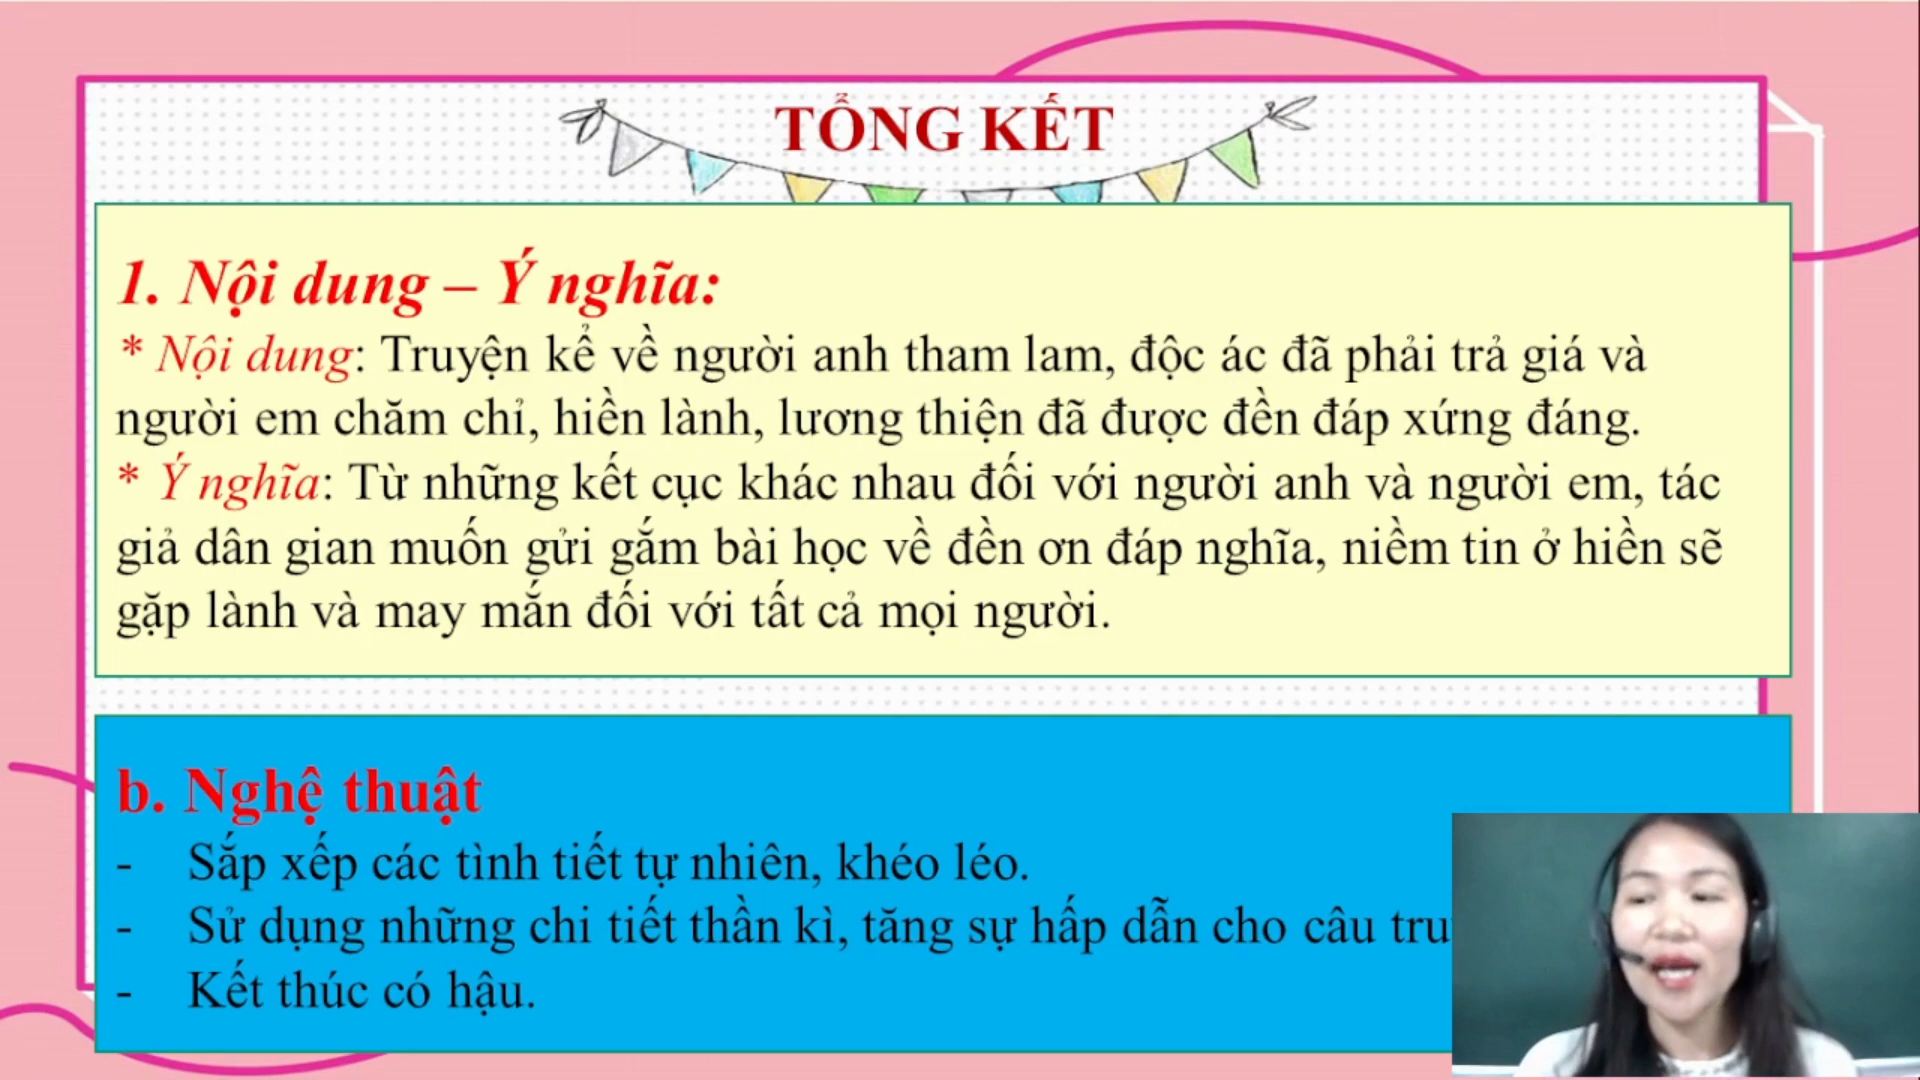 TỔNG KẾT
1. Nội dung – Ý nghĩa:
* Nội dung: Truyện kể về người anh tham lam, độc ác đã phải trả giá và
người em chăm chỉ, hiền lành, lương thiện đã được đền đáp xứng đáng.
* Ý nghĩa: Từ những kết cục khác nhau đối với người anh và người em, tác
giả dân gian muốn gửi gắm bài học về đền ơn đáp nghĩa, niềm tin ở hiền sẽ
gặp lành và may mắn đối với tất cả mọi người.
b. Nghệ thuật
- Sắp xếp các tình tiết tự nhiên, khéo léo.
- Sử dụng những chi tiết thần kì, tăng sự hấp dẫn cho câu
- Kết thúc có hậu.